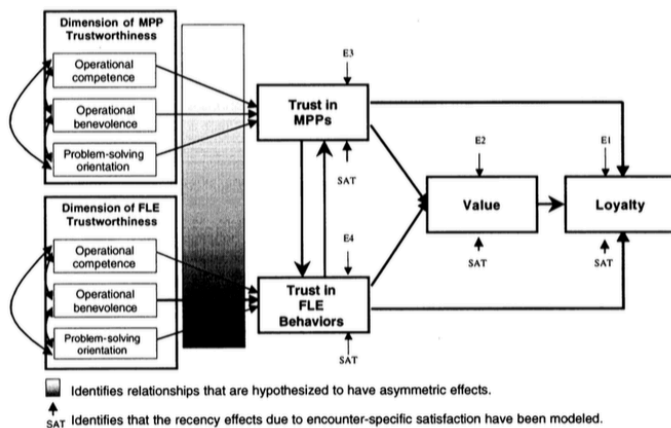 Dimension of MPP
Trustworthiness
Operational
competence
Operational
benevolence
Problem-solving
orientation
Dimension of FLE
Trustworthiness
Operational
competence
Operational
benevolence
Problem-solving
orientation
E3
Trust in
MPPs
SAT
E4
Trust in
FLE
Behaviors
SAT
E2
Value
SAT
E1
Loyalty
SAT
Identifies relationships that are hypothesized to have asymmetric effects.
SAT Identifies that the recency effects due to encounter-specific satisfaction have been modeled.